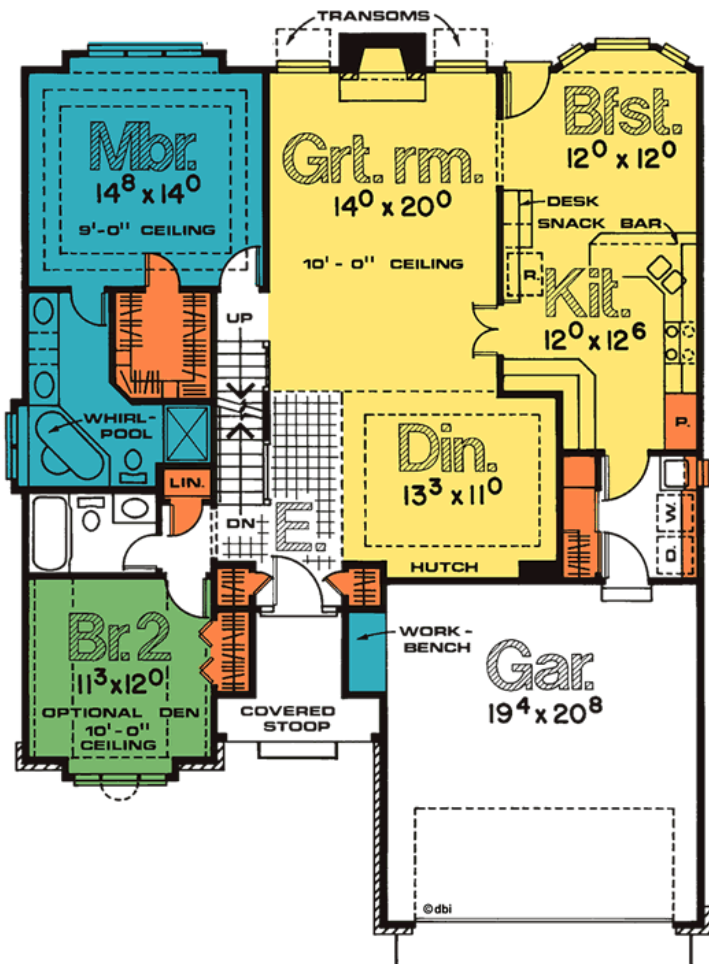 TRANSOMS
Mbr.
14⁸ x 14⁰
9'-0" CEILING
Grt. rm.
14⁰ x 20⁰
10'-0" CEILING
Bfst.
12⁰ x 12⁰
DESK
SNACK BAR
R.
Kit.
12⁰ x 12⁶
UP
WHIRL-
POOL
P.
Din.
13³ x 11⁰
LIN.
DN
E.
W.
D.
HUTCH
Br. 2
11³ x 12⁰
OPTIONAL DEN
10'-0"
CEILING
WORK-
BENCH
COVERED
STOOP
Gar.
19⁴ x 20⁸
©dbi